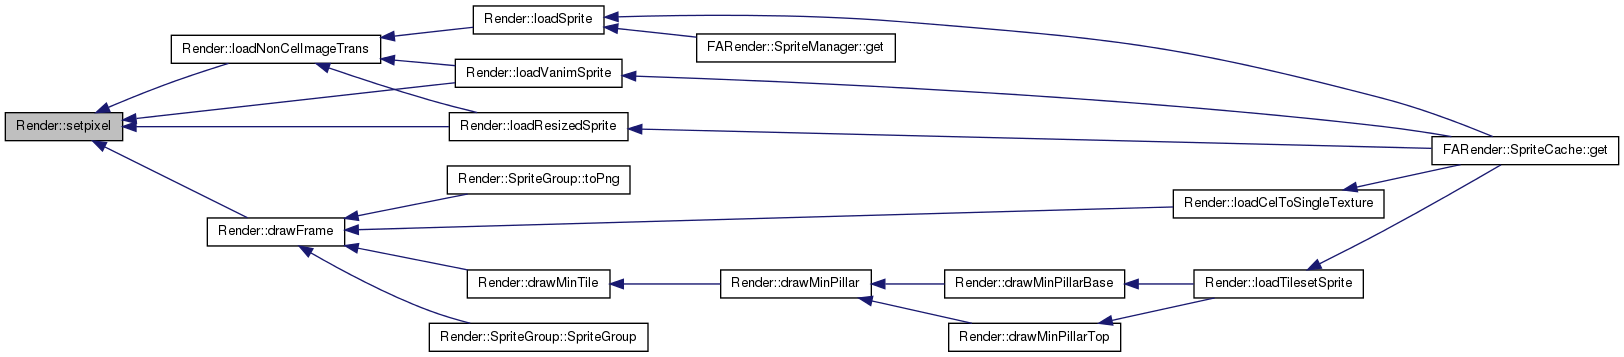 Render::setpixel
Render::loadNonCelImageTrans
Render::loadSprite
FARender::SpriteManager::get
Render::loadVanimSprite
Render::loadResizedSprite
FARender::SpriteCache::get
Render::SpriteGroup::toPng
Render::loadCelToSingleTexture
Render::drawFrame
Render::drawMinTile
Render::drawMinPillar
Render::drawMinPillarBase
Render::loadTilesetSprite
Render::SpriteGroup::SpriteGroup
Render::drawMinPillarTop